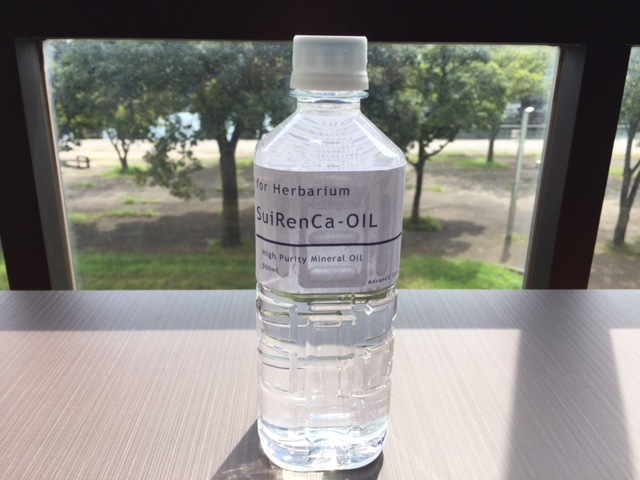 for Herbarium
SuiRenCa-OIL
High Purity Mineral Oil
500ml